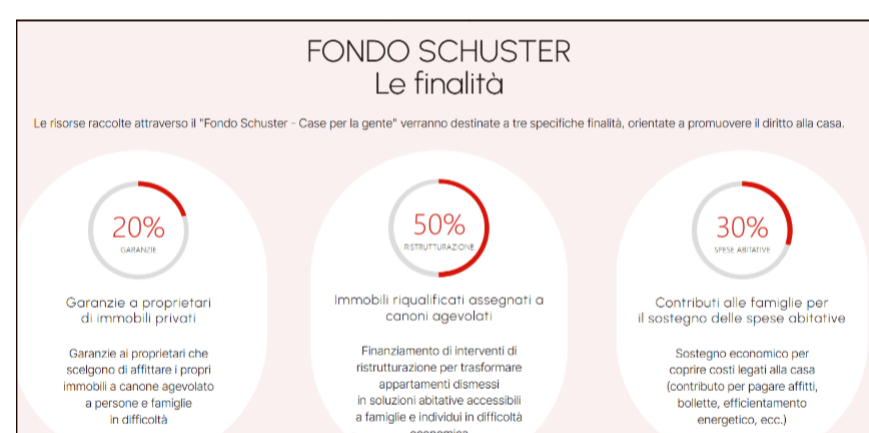 FONDO SCHUSTER
Le finalità
Le risorse raccolte attraverso il "Fondo Schuster - Case per la gente" verranno destinate a tre specifiche finalità, orientate a promuovere il diritto alla casa.
20%
GARANZIE
Garanzie a proprietari
di immobili privati
Garanzie ai proprietari che
scelgono di affittare i propri
immobili a canone agevolato
a persone e famiglie
in difficoltà
50%
RISTRUTTURAZIONE
Immobili riqualificati assegnati a
canoni agevolati
Finanziamento di interventi di
ristrutturazione per trasformare
appartamenti dismessi
in soluzioni abitative accessibili
a famiglie e individui in difficoltà
economica
30%
SPESE ABITATIVE
Contributi alle famiglie per
il sostegno delle spese abitative
Sostegno economico per
coprire costi legati alla casa
(contributo per pagare affitti,
bollette, efficientamento
energetico, ecc.)